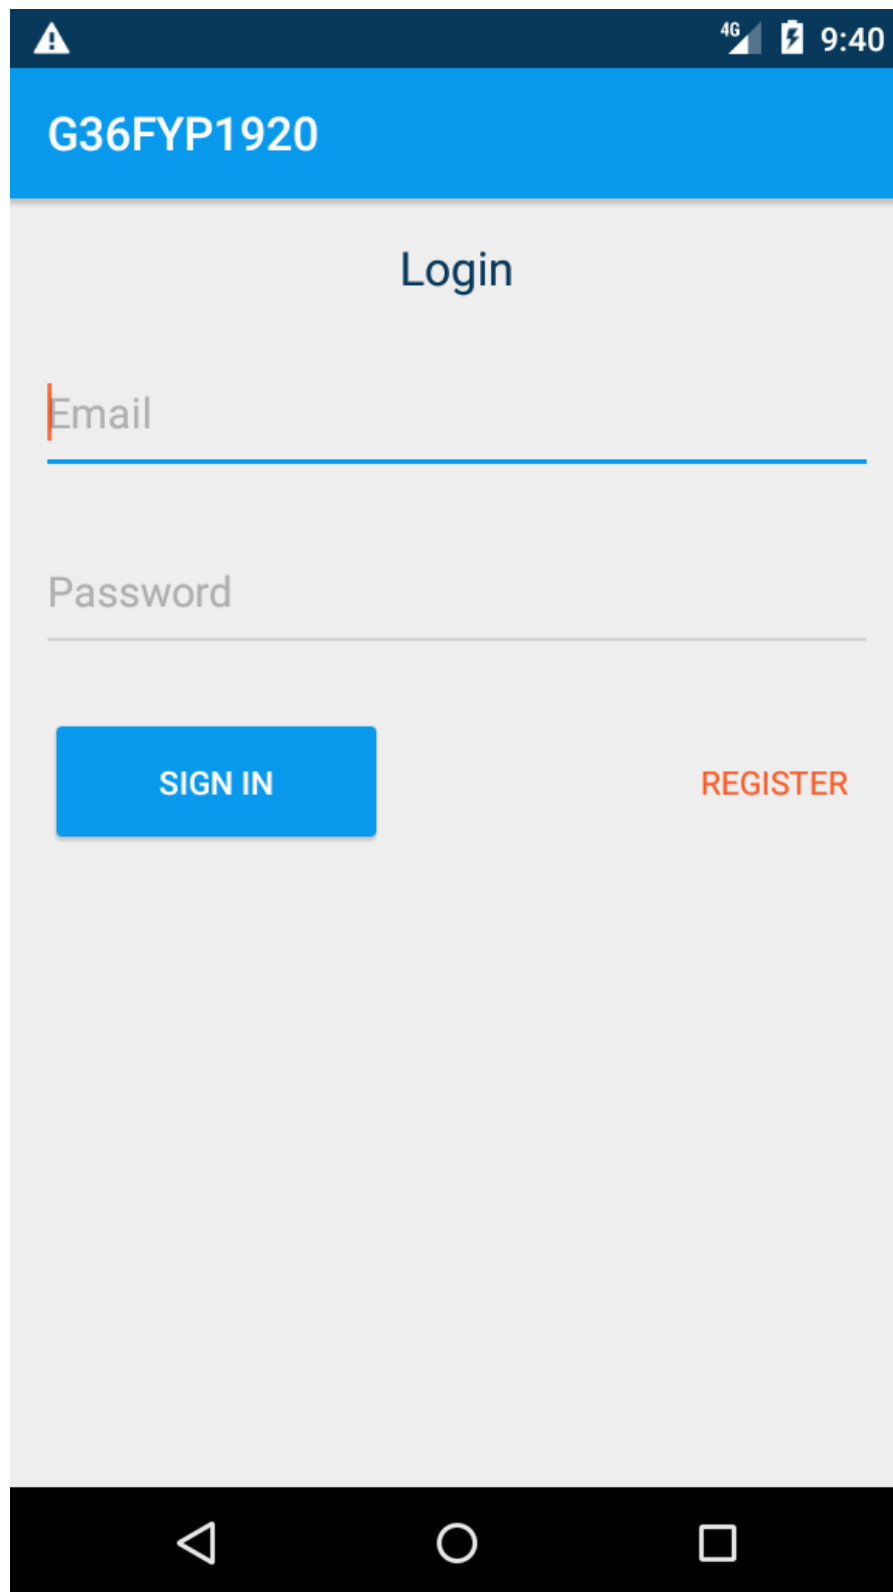 4G 9:40
G36FYP1920
Login
Email
Password
SIGN IN REGISTER